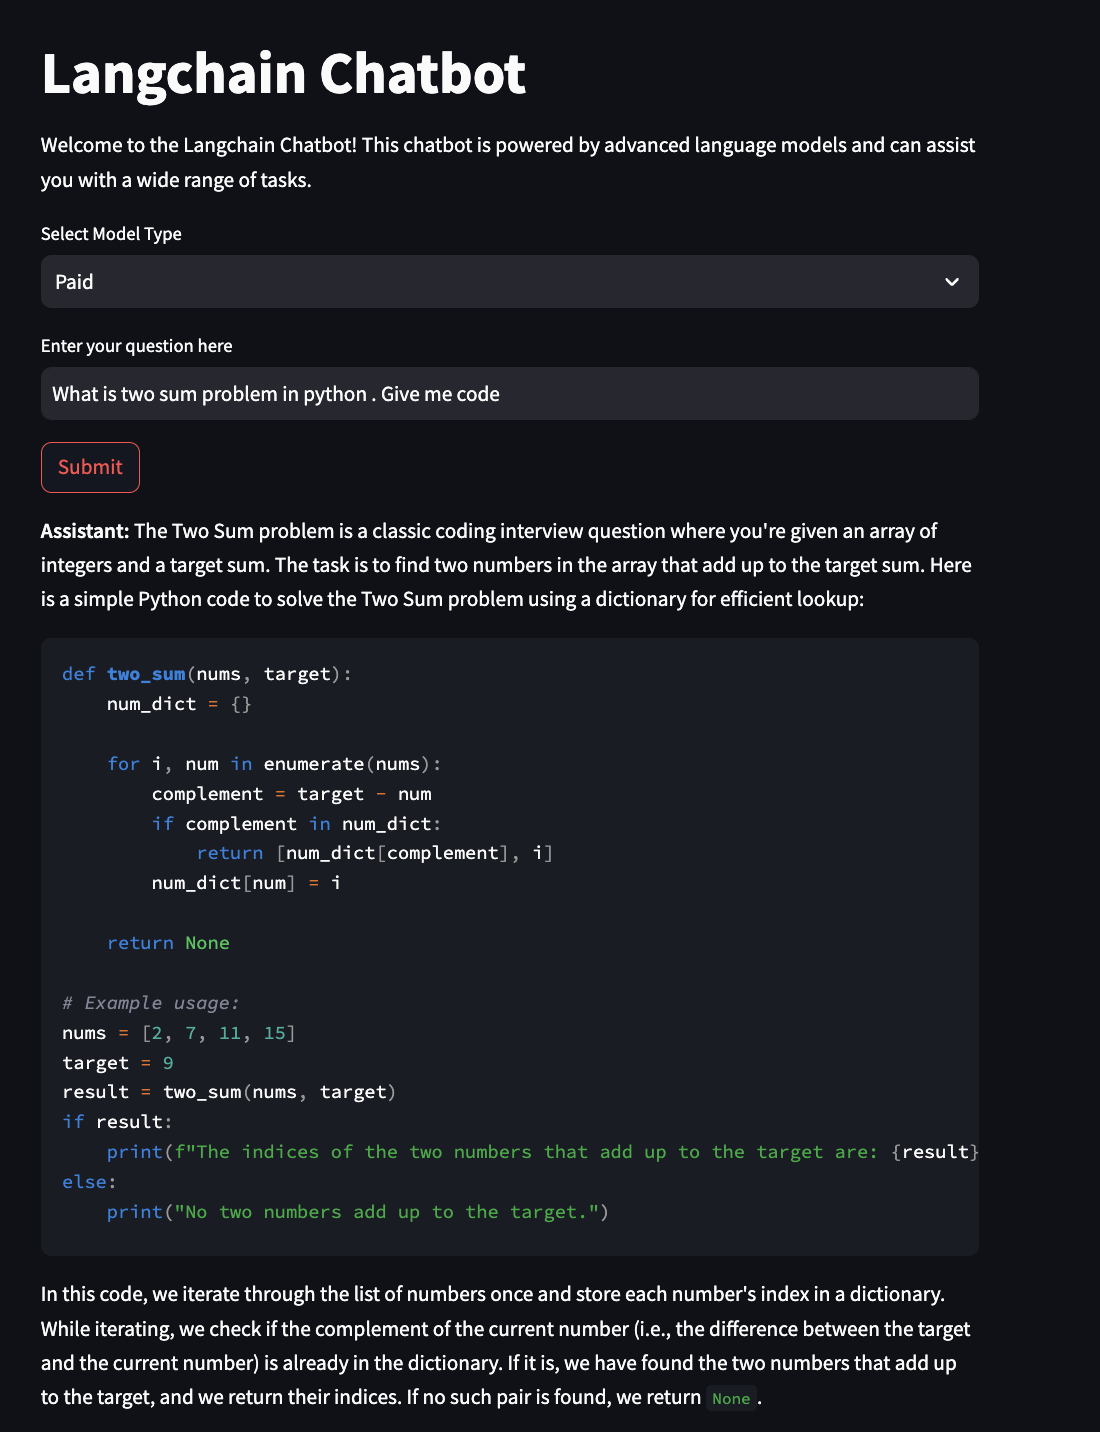 Langchain Chatbot
Welcome to the Langchain Chatbot! This chatbot is powered by advanced language models and can assist
you with a wide range of tasks.
Select Model Type
Paid
Enter your question here
What is two sum problem in python . Give me code
Submit
Assistant: The Two Sum problem is a classic coding interview question where you're given an array of
integers and a target sum. The task is to find two numbers in the array that add up to the target sum. Here
is a simple Python code to solve the Two Sum problem using a dictionary for efficient lookup:
def two_sum(nums, target):
    num_dict = {}
    for i, num in enumerate(nums):
        complement = target - num
        if complement in num_dict:
            return [num_dict[complement], i]
        num_dict[num] = i
    return None
# Example usage:
nums = [2, 7, 11, 15]
target = 9
result = two_sum(nums, target)
if result:
    print(f"The indices of the two numbers that add up to the target are: {result}
else:
    print("No two numbers add up to the target.")
In this code, we iterate through the list of numbers once and store each number's index in a dictionary.
While iterating, we check if the complement of the current number (i.e., the difference between the target
and the current number) is already in the dictionary. If it is, we have found the two numbers that add up
to the target, and we return their indices. If no such pair is found, we return None .